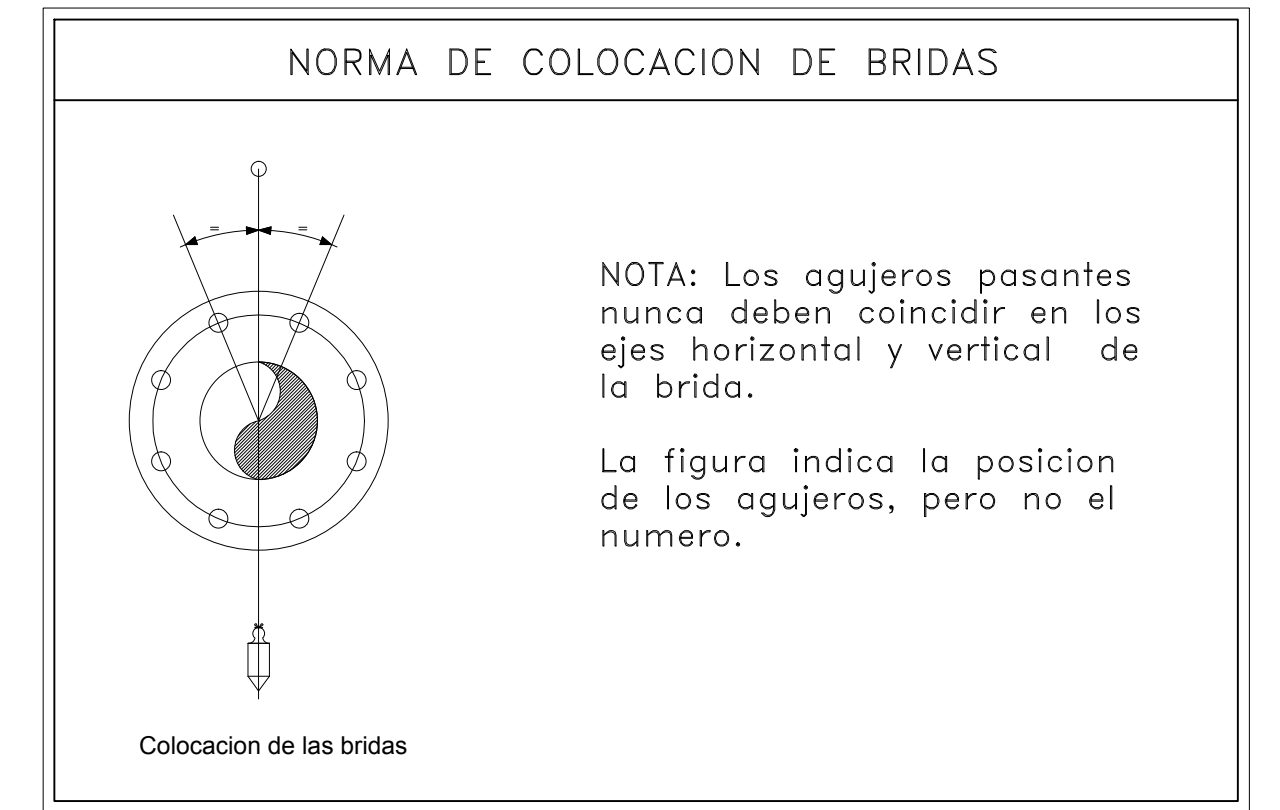 NORMA DE COLOCACION DE BRIDAS
= =
NOTA: Los agujeros pasantes
nunca deben coincidir en los
ejes horizontal y vertical de
la brida.
La figura indica la posicion
de los agujeros, pero no el
numero.
Colocacion de las bridas